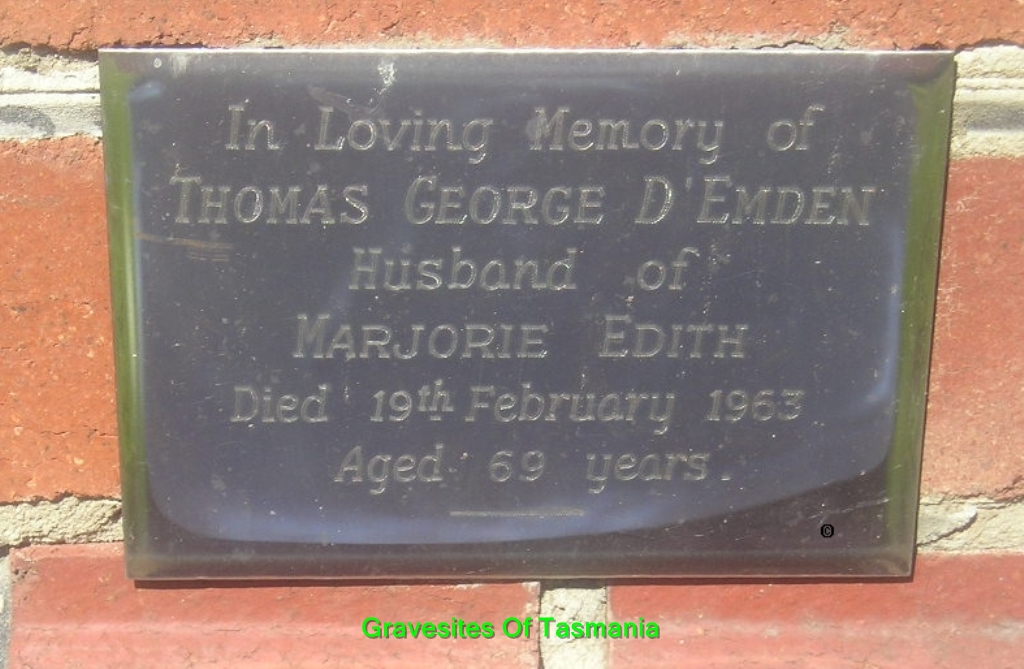 In Loving Memory of
THOMAS GEORGE D'EMDEN
Husband of
MARJORIE EDITH
Died 19th February 1963
Aged 69 years.
©
Gravesites Of Tasmania